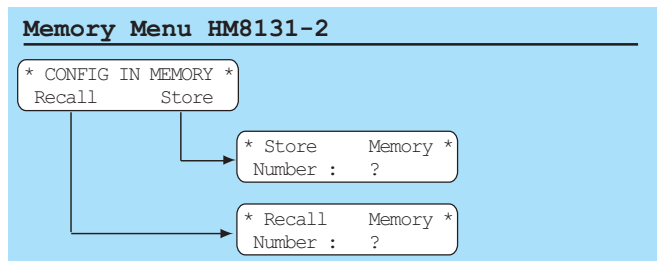 Memory Menu HM8131-2
* CONFIG IN MEMORY *
Recall Store
* Store Memory *
Number : ?
* Recall Memory *
Number : ?